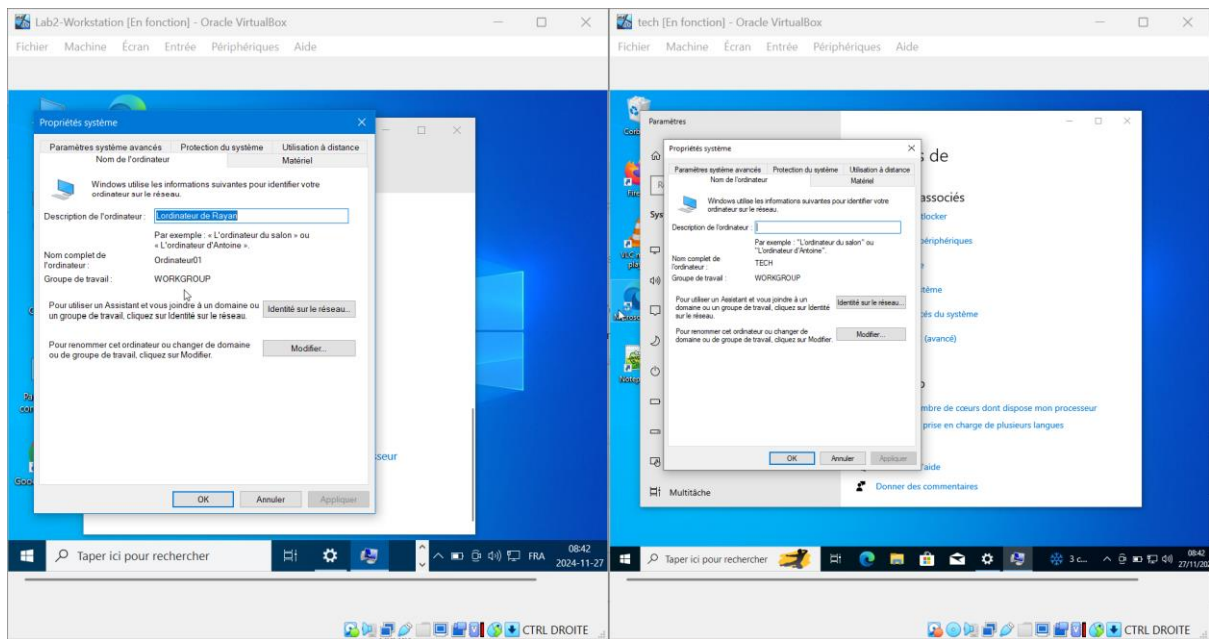 Lab2-Workstation [En fonction] - Oracle VirtualBox
Fichier Machine Écran Entrée Périphériques Aide
Propriétés système
Paramètres système avancés Protection du système Utilisation à distance
Nom de l'ordinateur Matériel
Windows utilise les informations suivantes pour identifier votre
ordinateur sur le réseau.
Description de l'ordinateur : Lordinateur de Rayan
Par exemple : « L'ordinateur du
salon » ou
« L'ordinateur d'Antoine ».
Nom complet de
l'ordinateur :
Ordinateur01
Groupe de travail : WORKGROUP
Pour utiliser un Assistant et vous joindre à un domaine ou
un groupe de travail, cliquez sur Identité sur le réseau.
Identité sur le réseau...
Pour renommer cet ordinateur ou changer de domaine
ou de groupe de travail, cliquez sur Modifier.
Modifier...
sseur
OK Annuler Appliquer
Taper ici pour rechercher
FRA
08:42
2024-11-27
CTRL DROITE
tech [En fonction] - Oracle VirtualBox
Fichier Machine Écran Entrée Périphériques Aide
Paramètres
Propriétés système
Paramètres système avancés Protection du système Utilisation à distance
Nom de l'ordinateur Matériel
Windows utilise les informations suivantes pour identifier votre
ordinateur sur le réseau.
Description de l'ordinateur :
Par exemple : "L'ordinateur du salon" ou
"L'ordinateur d'Antoine".
Nom complet de
l'ordinateur :
TECH
Groupe de travail : WORKGROUP
Pour utiliser un Assistant et vous joindre à un
domaine ou un groupe de travail, cliquez sur Identité
sur le réseau.
Identité sur le réseau...
Pour renommer cet ordinateur ou changer de
domaine ou de groupe de travail, cliquez sur Modifier.
Modifier...
OK Annuler Appliquer
Sys
s de
associés
tlocker
périphériques
tème
és du système
(avancé)
mbre de cœurs dont dispose mon processeur
prise en charge de plusieurs langues
'aide
Donner des commentaires
Multitâche
Taper ici pour rechercher
3 c...
08:42
27/11/202
CTRL DROITE